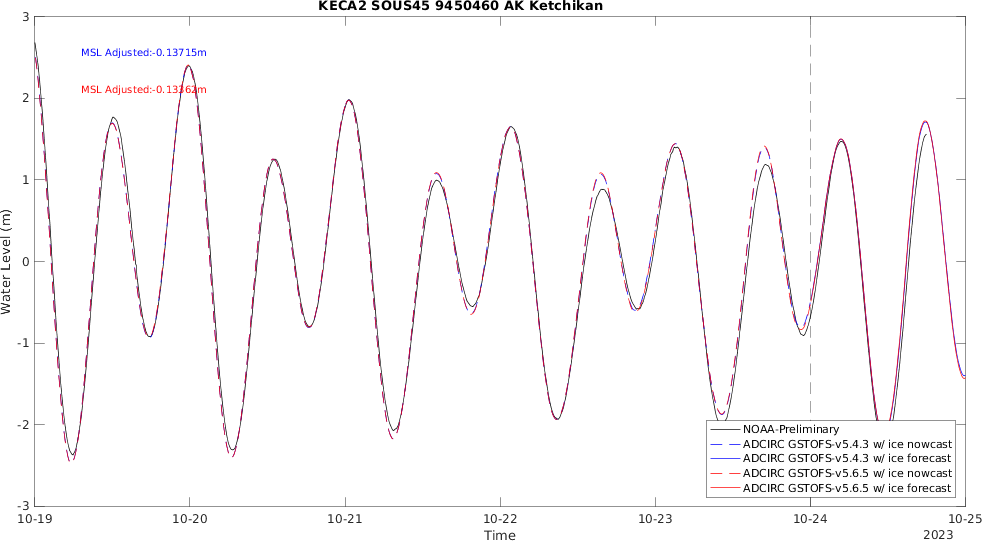 KECA2 SOUS45 9450460 AK Ketchikan
3
MSL Adjusted:-0.13715m
MSL Adjusted:-0.13362m
2
1
0
-1
-2
-3
Water Level (m)
NOAA-Preliminary
ADCIRC GSTOFS-v5.4.3 w/ ice nowcast
ADCIRC GSTOFS-v5.4.3 w/ ice forecast
ADCIRC GSTOFS-v5.6.5 w/ ice nowcast
ADCIRC GSTOFS-v5.6.5 w/ ice forecast
10-19 10-20 10-21 10-22 10-23 10-24 10-25
Time
2023